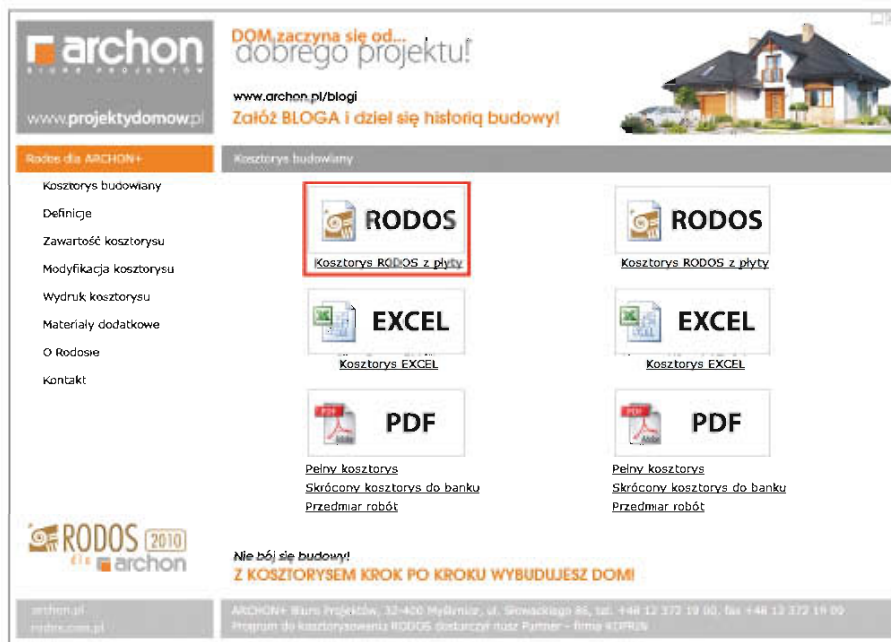 archon
BIURO PROJEKTÓW
www.projektydomow.pl
DOM zaczyna się od...
dobrego projektu!
www.archon.pl/blogi
Załóż BLOGA i dziel się historią budowy!
Rodos dla ARCHON+
Kosztorys budowlany
Kosztorys budowlany
Definicje
Zawartość kosztorysu
Modyfikacja kosztorysu
Wydruk kosztorysu
Materiały dodatkowe
O Rodosie
Kontakt
RODOS
Kosztorys RODOS z płyty
RODOS
Kosztorys RODOS z płyty
EXCEL
Kosztorys EXCEL
EXCEL
Kosztorys EXCEL
PDF
PDF
Adobe
Pełny kosztorys
Skrócony kosztorys do banku
Przedmiar robót
PDF
PDF
Adobe
Pełny kosztorys
Skrócony kosztorys do banku
Przedmiar robót
RODOS 2010
dla archon
Nie bój się budowy!
Z KOSZTORYSEM KROK PO KROKU WYBUDUJESZ DOM!
archon.pl
rodos.com.pl
ARCHON+ Biuro Projektów, 32-400 Myślenice, ul. Słowackiego 86, tel. +48 12 372 19 00, fax +48 12 372 19 09
Program do kosztorysowania RODOS dostarczył nasz Partner - firma KOPRIN